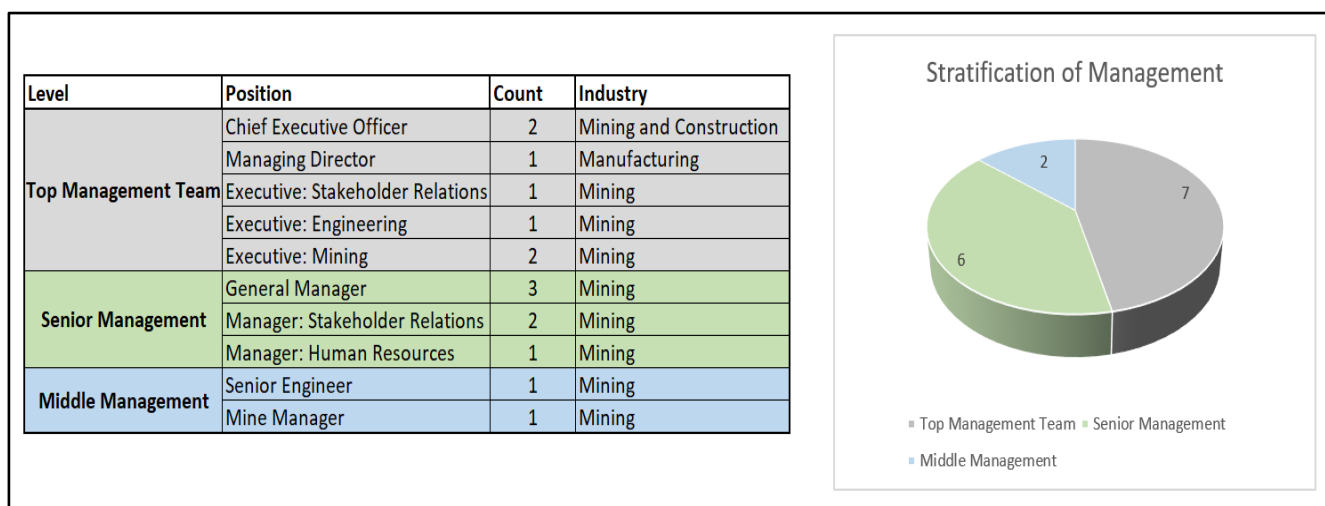 Level Position Count Industry
Top Management Team
Chief Executive Officer 2 Mining and Construction
Managing Director 1 Manufacturing
Executive: Stakeholder Relations 1 Mining
Executive: Engineering 1 Mining
Executive: Mining 2 Mining
Senior Management
General Manager 3 Mining
Manager: Stakeholder Relations 2 Mining
Manager: Human Resources 1 Mining
Middle Management
Senior Engineer 1 Mining
Mine Manager 1 Mining
Stratification of Management
2
7
6
Top Management Team Senior Management
Middle Management